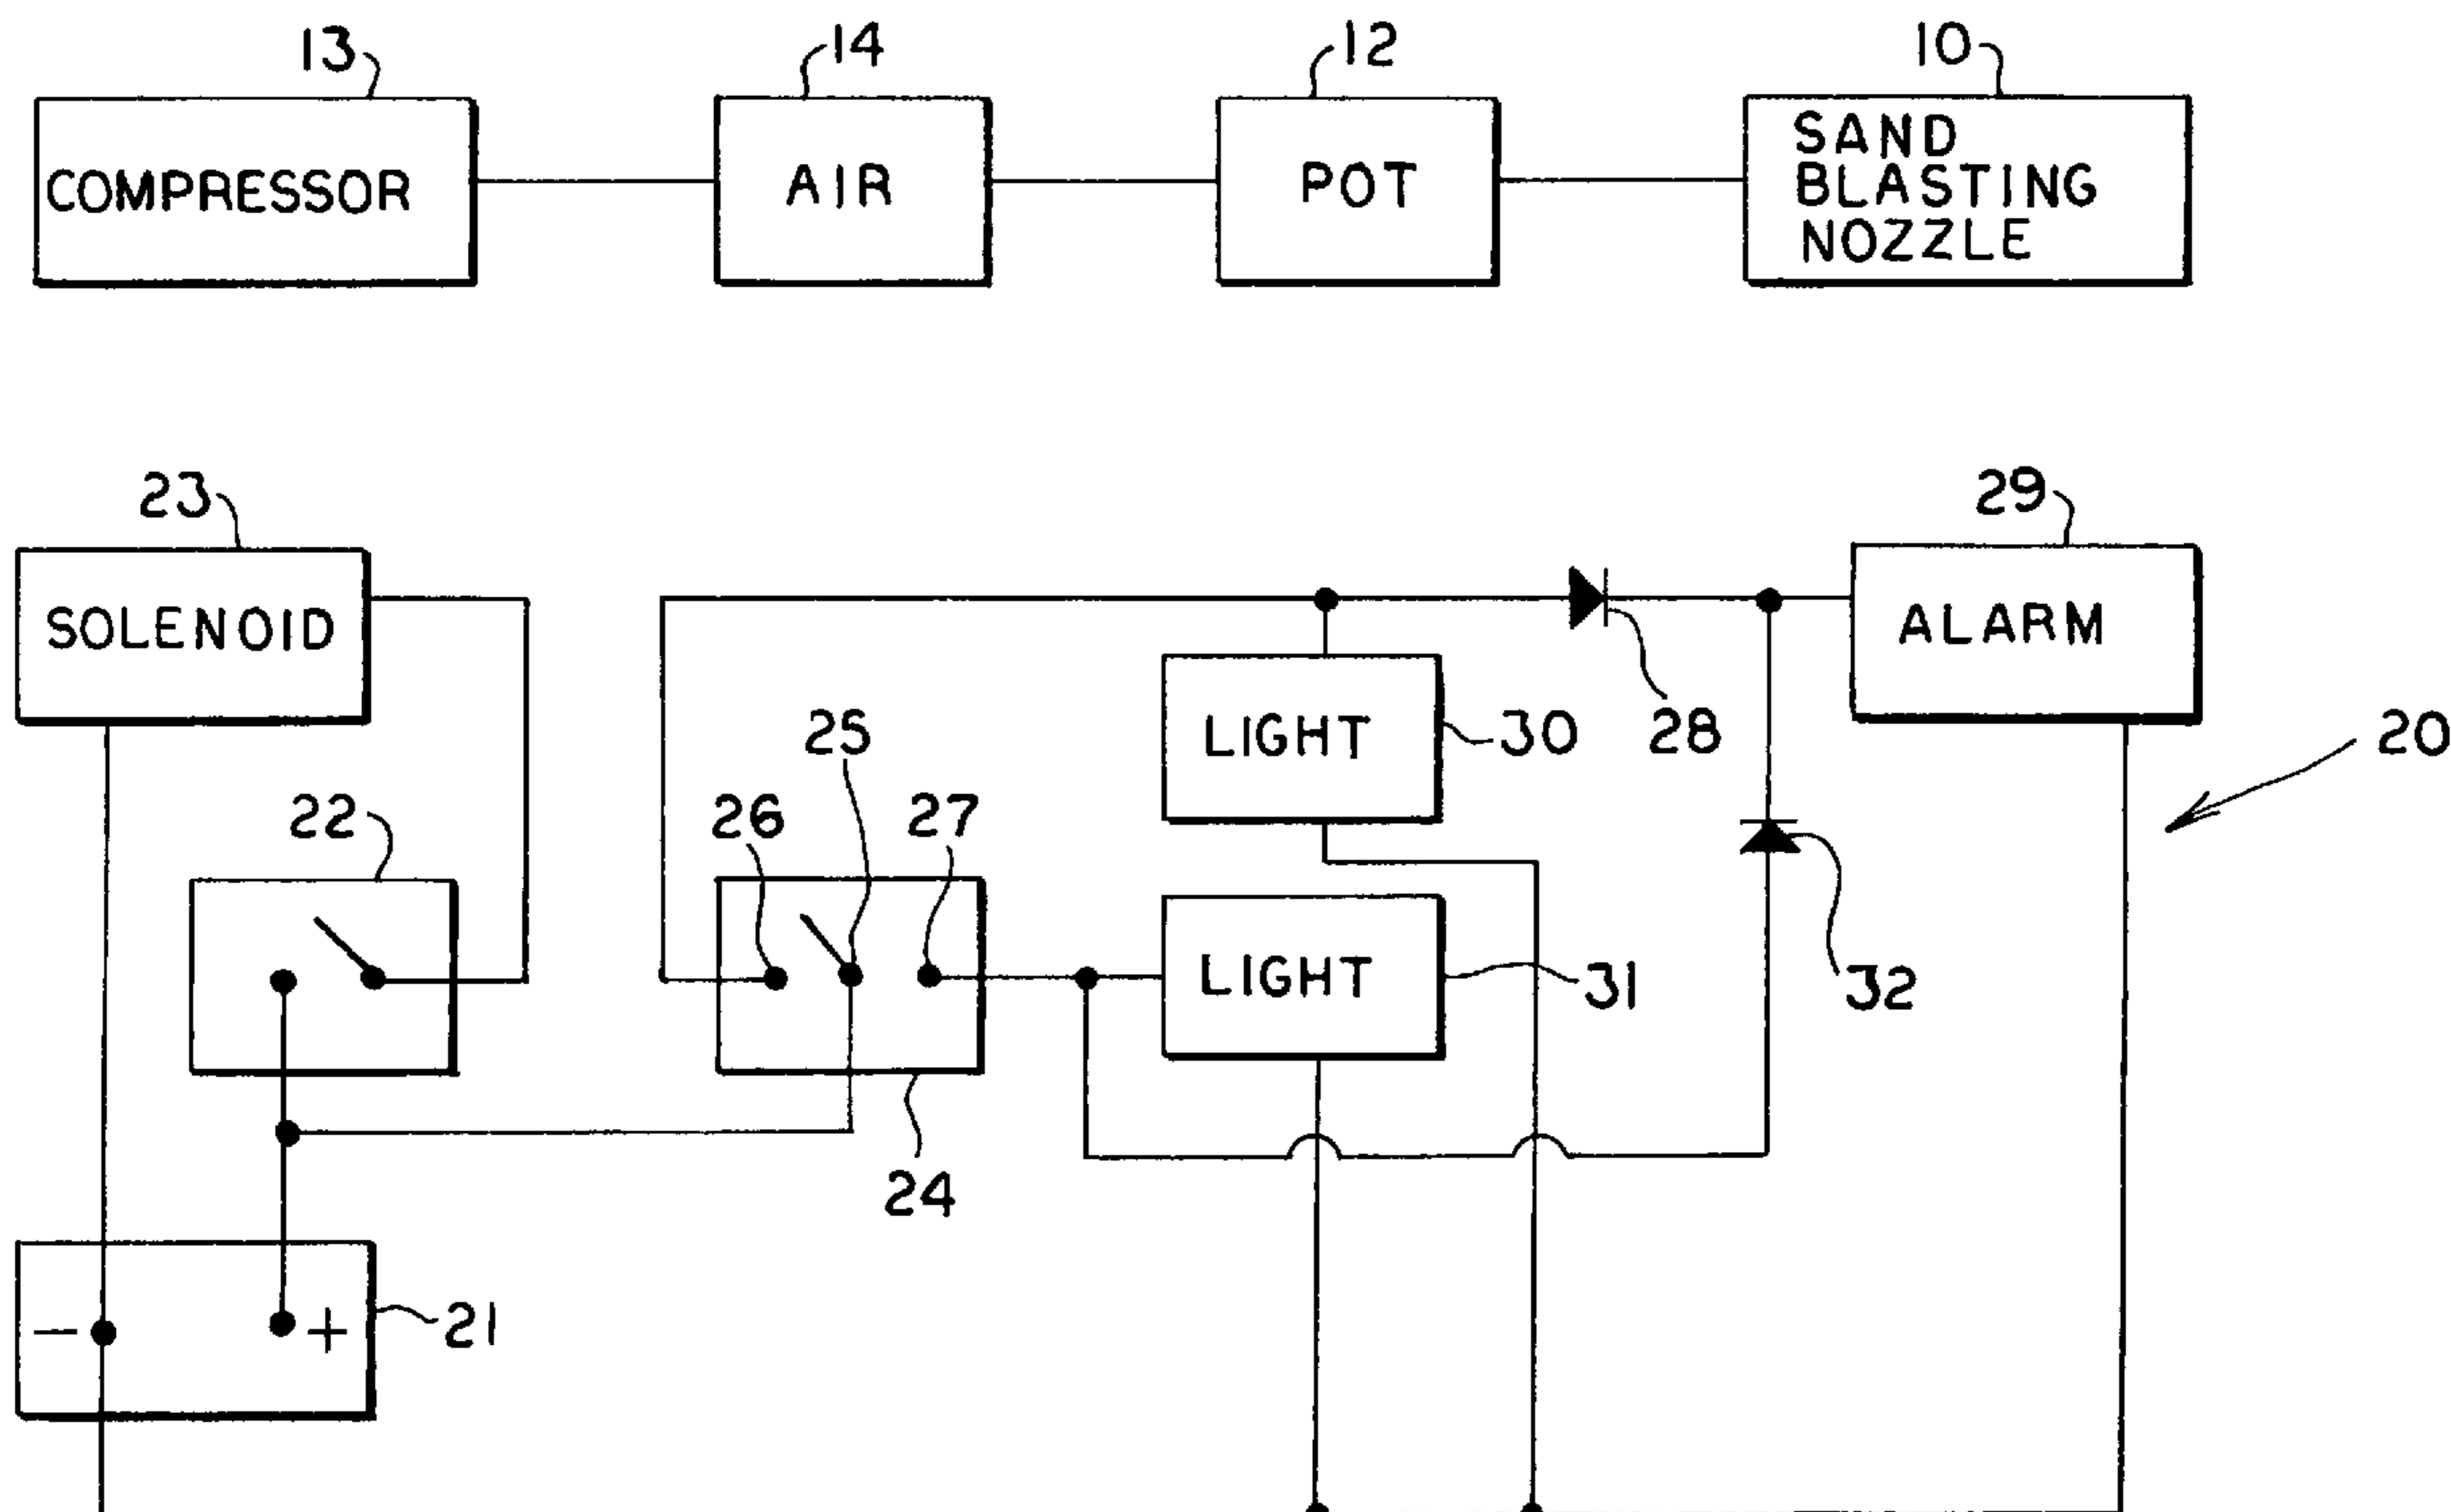 13
14
12
10
COMPRESSOR
AIR
POT
SAND
BLASTING
NOZZLE
23
29
SOLENOID
ALARM
LIGHT
30
28
20
25
22
26
27
LIGHT
31
32
24
− +
21